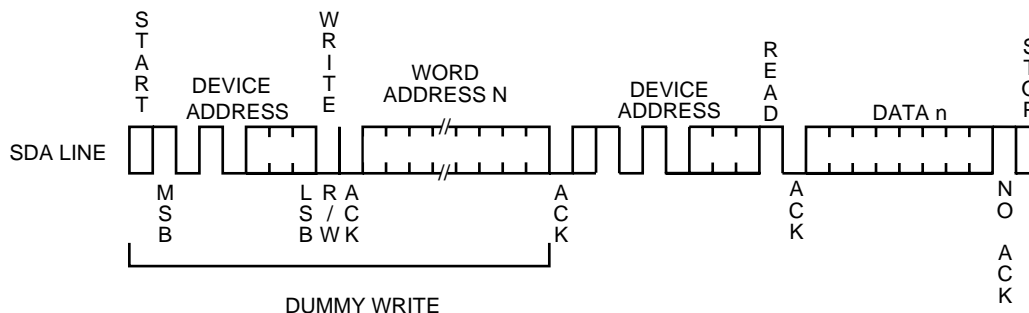 START
WRITE
READ
STOP
DEVICE
ADDRESS
WORD
ADDRESS N
DEVICE
ADDRESS
DATA n
SDA LINE
MSB
LSB
R/W
ACK
ACK
ACK
NO ACK
DUMMY WRITE